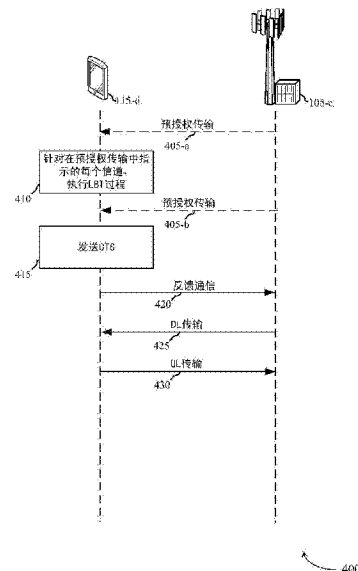 115-d
105-c
预授权传输
405-a
针对在预授权传输中指
示的每个信道、
执行LBT过程
410
预授权传输
405-b
发送CTS
415
反馈通信
420
DL传输
425
UL传输
430
400